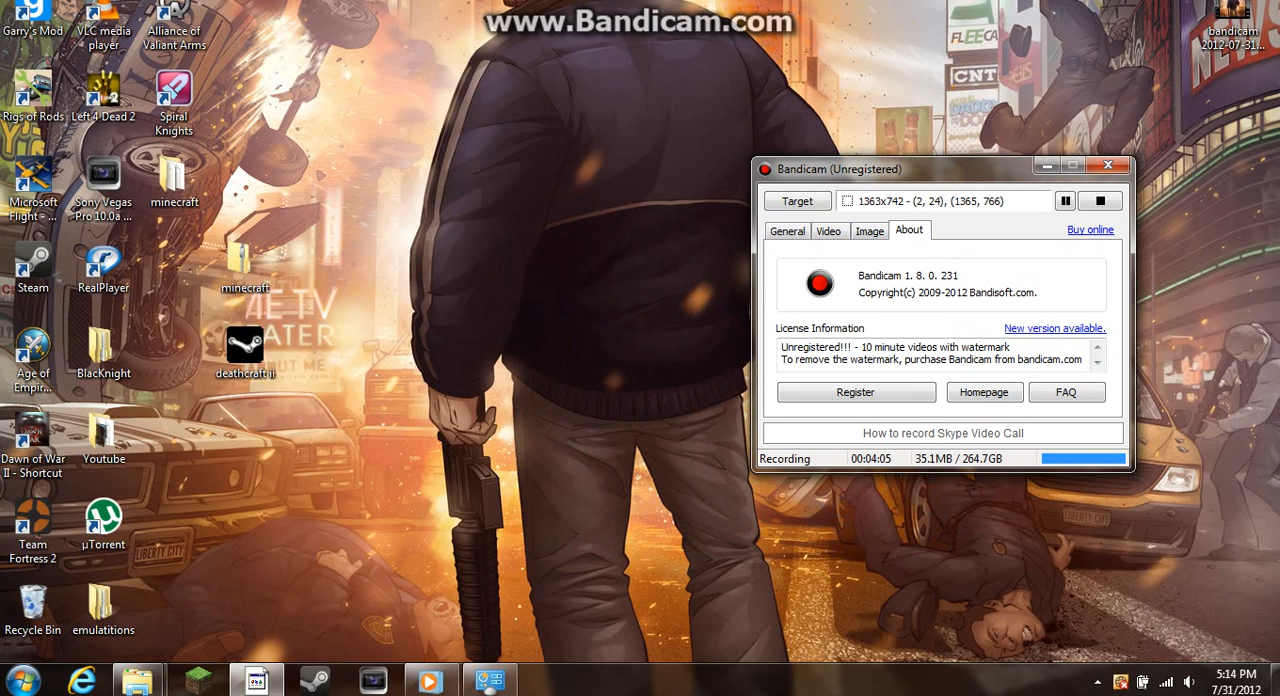 www.Bandicam.com
Garry's Mod
VLC media player
Alliance of Valiant Arms
bandicam 2012-07-31...
Rigs of Rods
Left 4 Dead 2
Spiral Knights
Microsoft Flight - ...
Sony Vegas Pro 10.0a ...
minecraft
Steam
RealPlayer
minecraft
Age of Empir...
BlacKnight
deathcraft ii
Dawn of War II - Shortcut
Youtube
Team Fortress 2
µTorrent
Recycle Bin
emulatitions
FLEECA
CNT
NEWS
LIBERTY CITY
LIBERTY CITY
Bandicam (Unregistered)
Target
1363x742 - (2, 24), (1365, 766)
General
Video
Image
About
Buy online
Bandicam 1. 8. 0. 231
Copyright(c) 2009-2012 Bandisoft.com.
License Information
New version available.
Unregistered!!! - 10 minute videos with watermark
To remove the watermark, purchase Bandicam from bandicam.com
Register
Homepage
FAQ
How to record Skype Video Call
Recording
00:04:05
35.1MB / 264.7GB
5:14 PM
7/31/2012